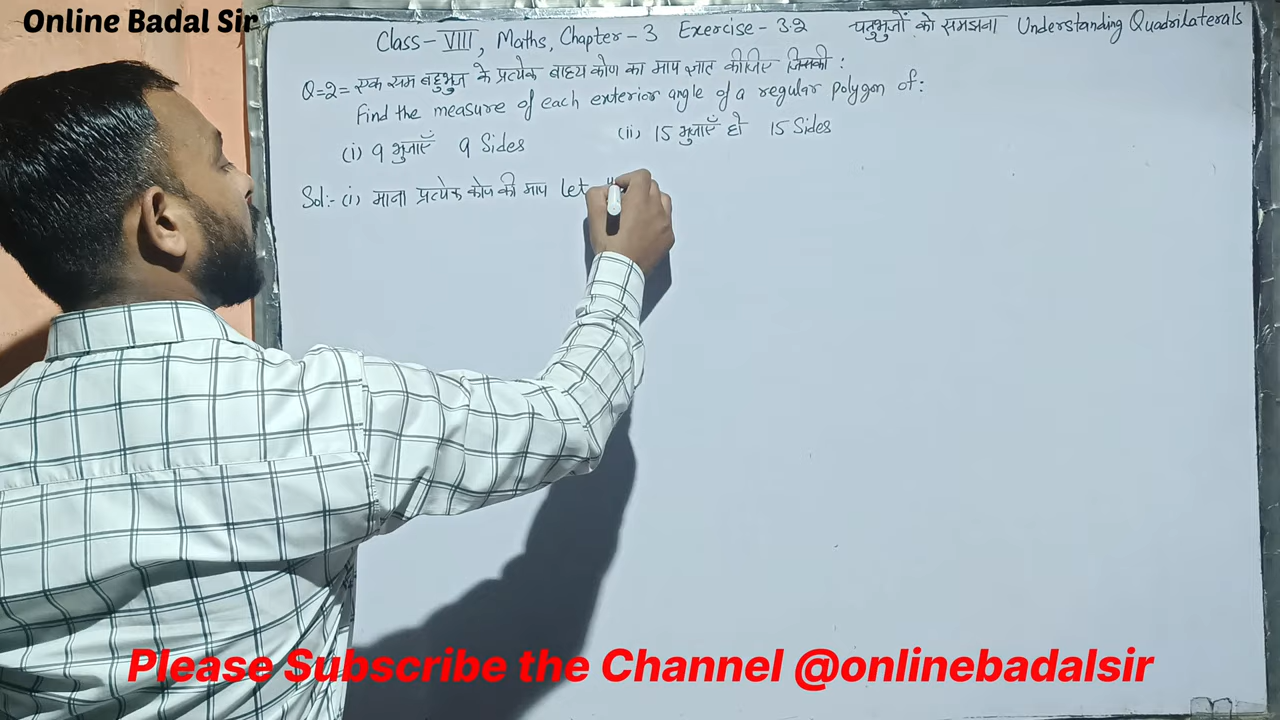 Online Badal Sir
Class-VIII, Maths, Chapter-3 Exercise-3.2 चतुर्भुजों को समझना Understanding Quadrilaterals
Q=2= एक सम बहुभुज के प्रत्येक बाह्य कोण का माप ज्ञात कीजिए जिसकी :
Find the measure of each exterior angle of a regular polygon of:
(i) 9 भुजाएँ 9 Sides (ii) 15 भुजाएँ हो 15 Sides
Sol:- (i) माना प्रत्येक कोण की माप Let
Please Subscribe the Channel @onlinebadalsir